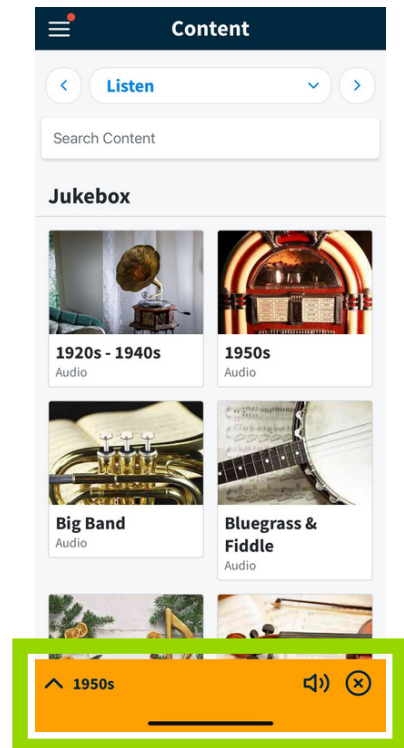 Content
Listen
Search Content
Jukebox
1920s - 1940s
Audio
1950s
Audio
Big Band
Audio
Bluegrass &
Fiddle
Audio
1950s